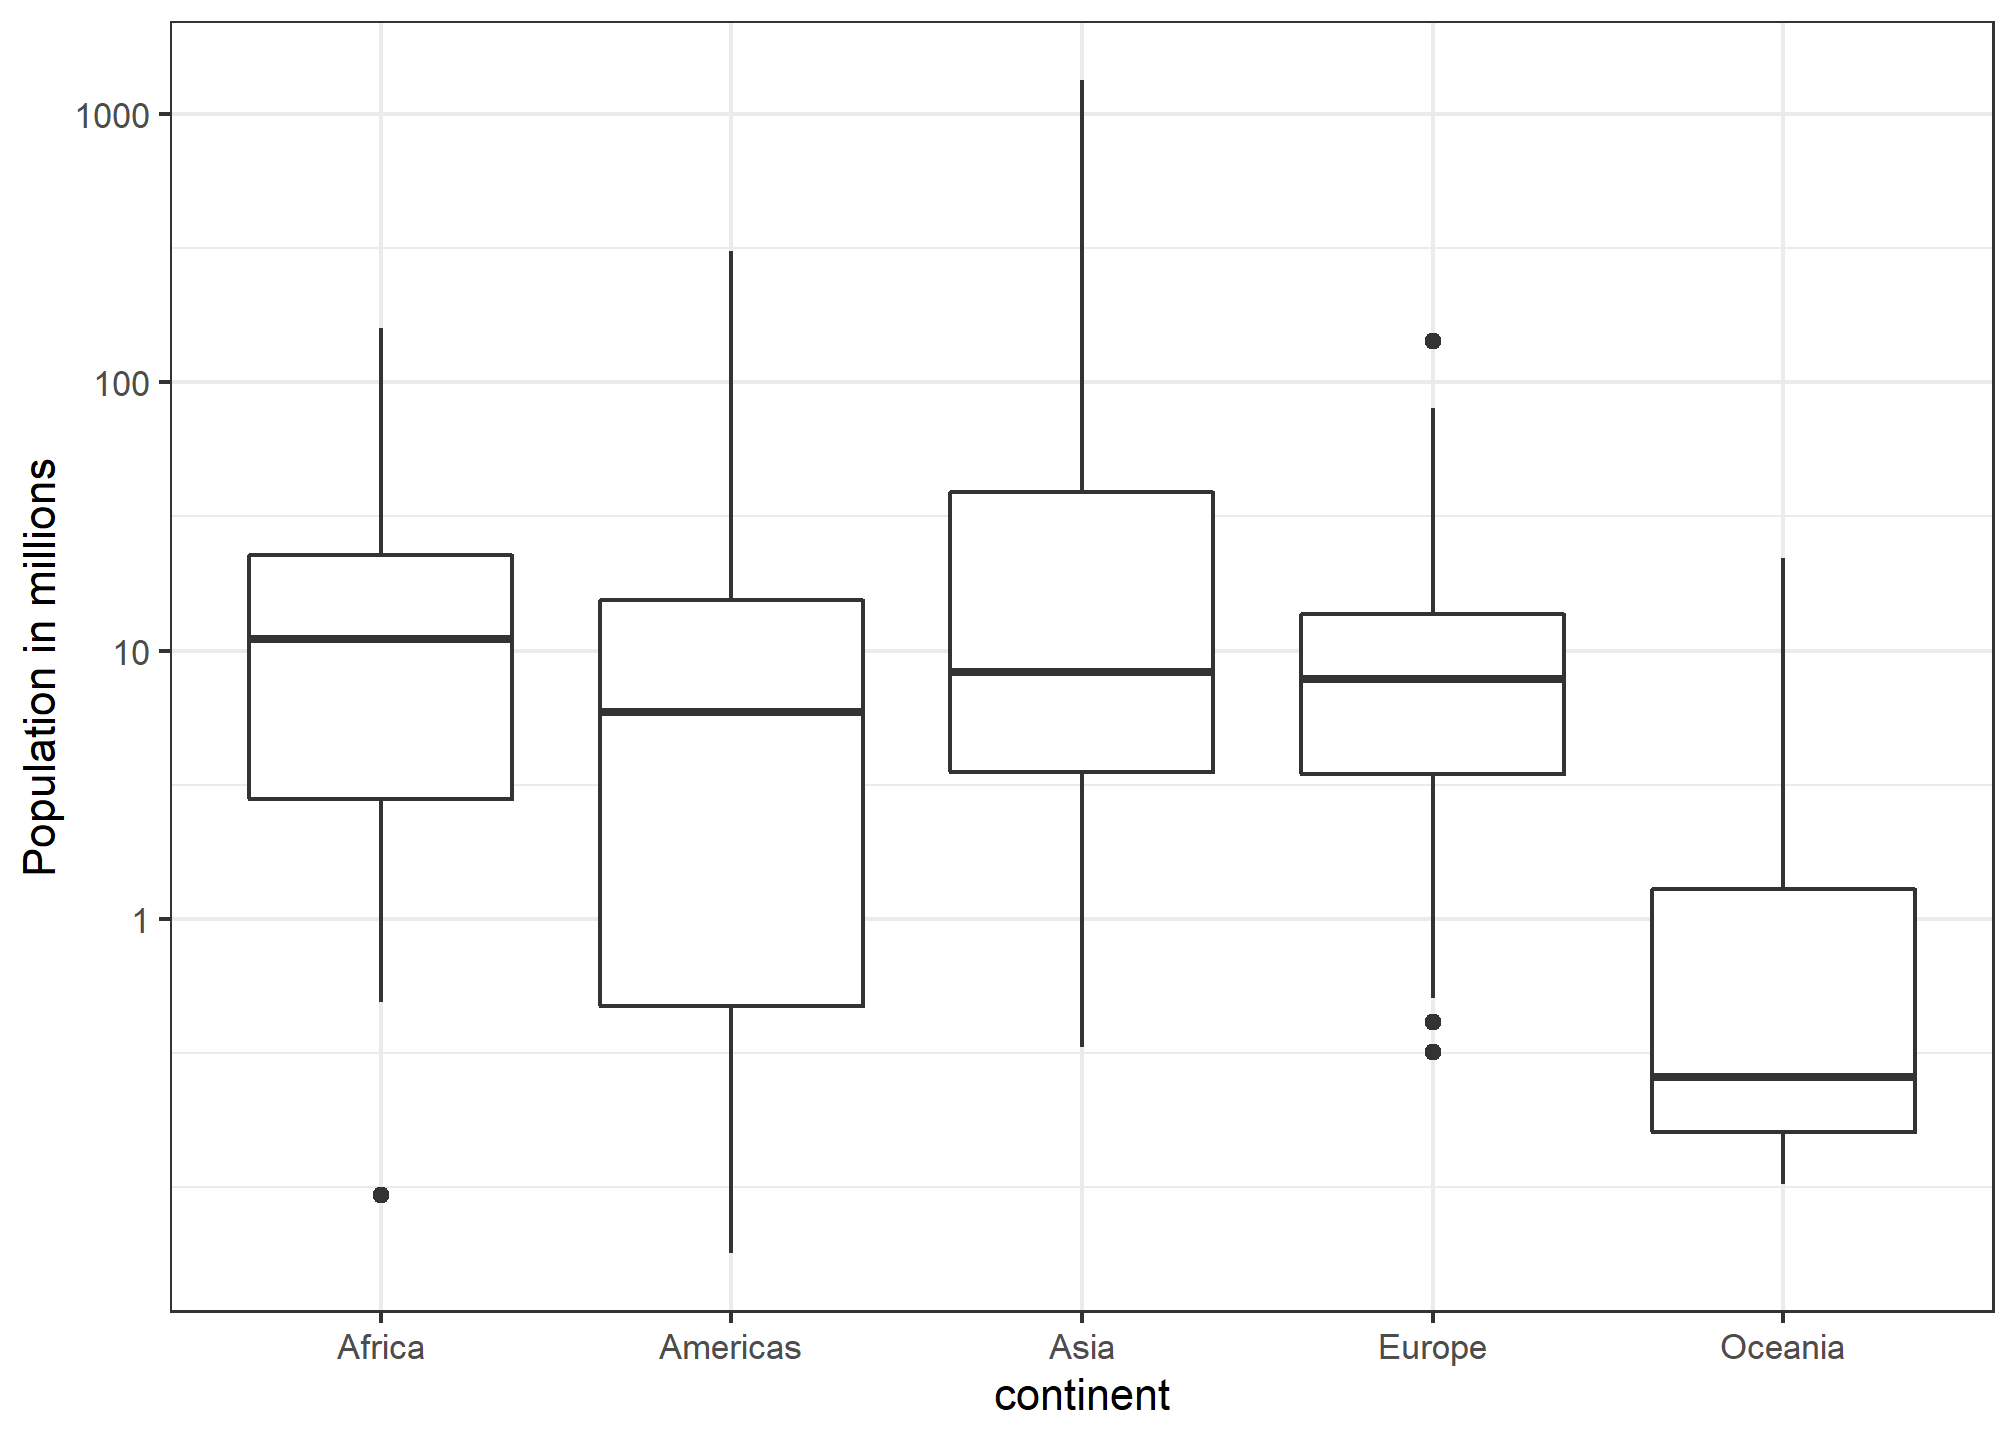 Population in millions
1000
100
10
1
Africa Americas Asia Europe Oceania
continent